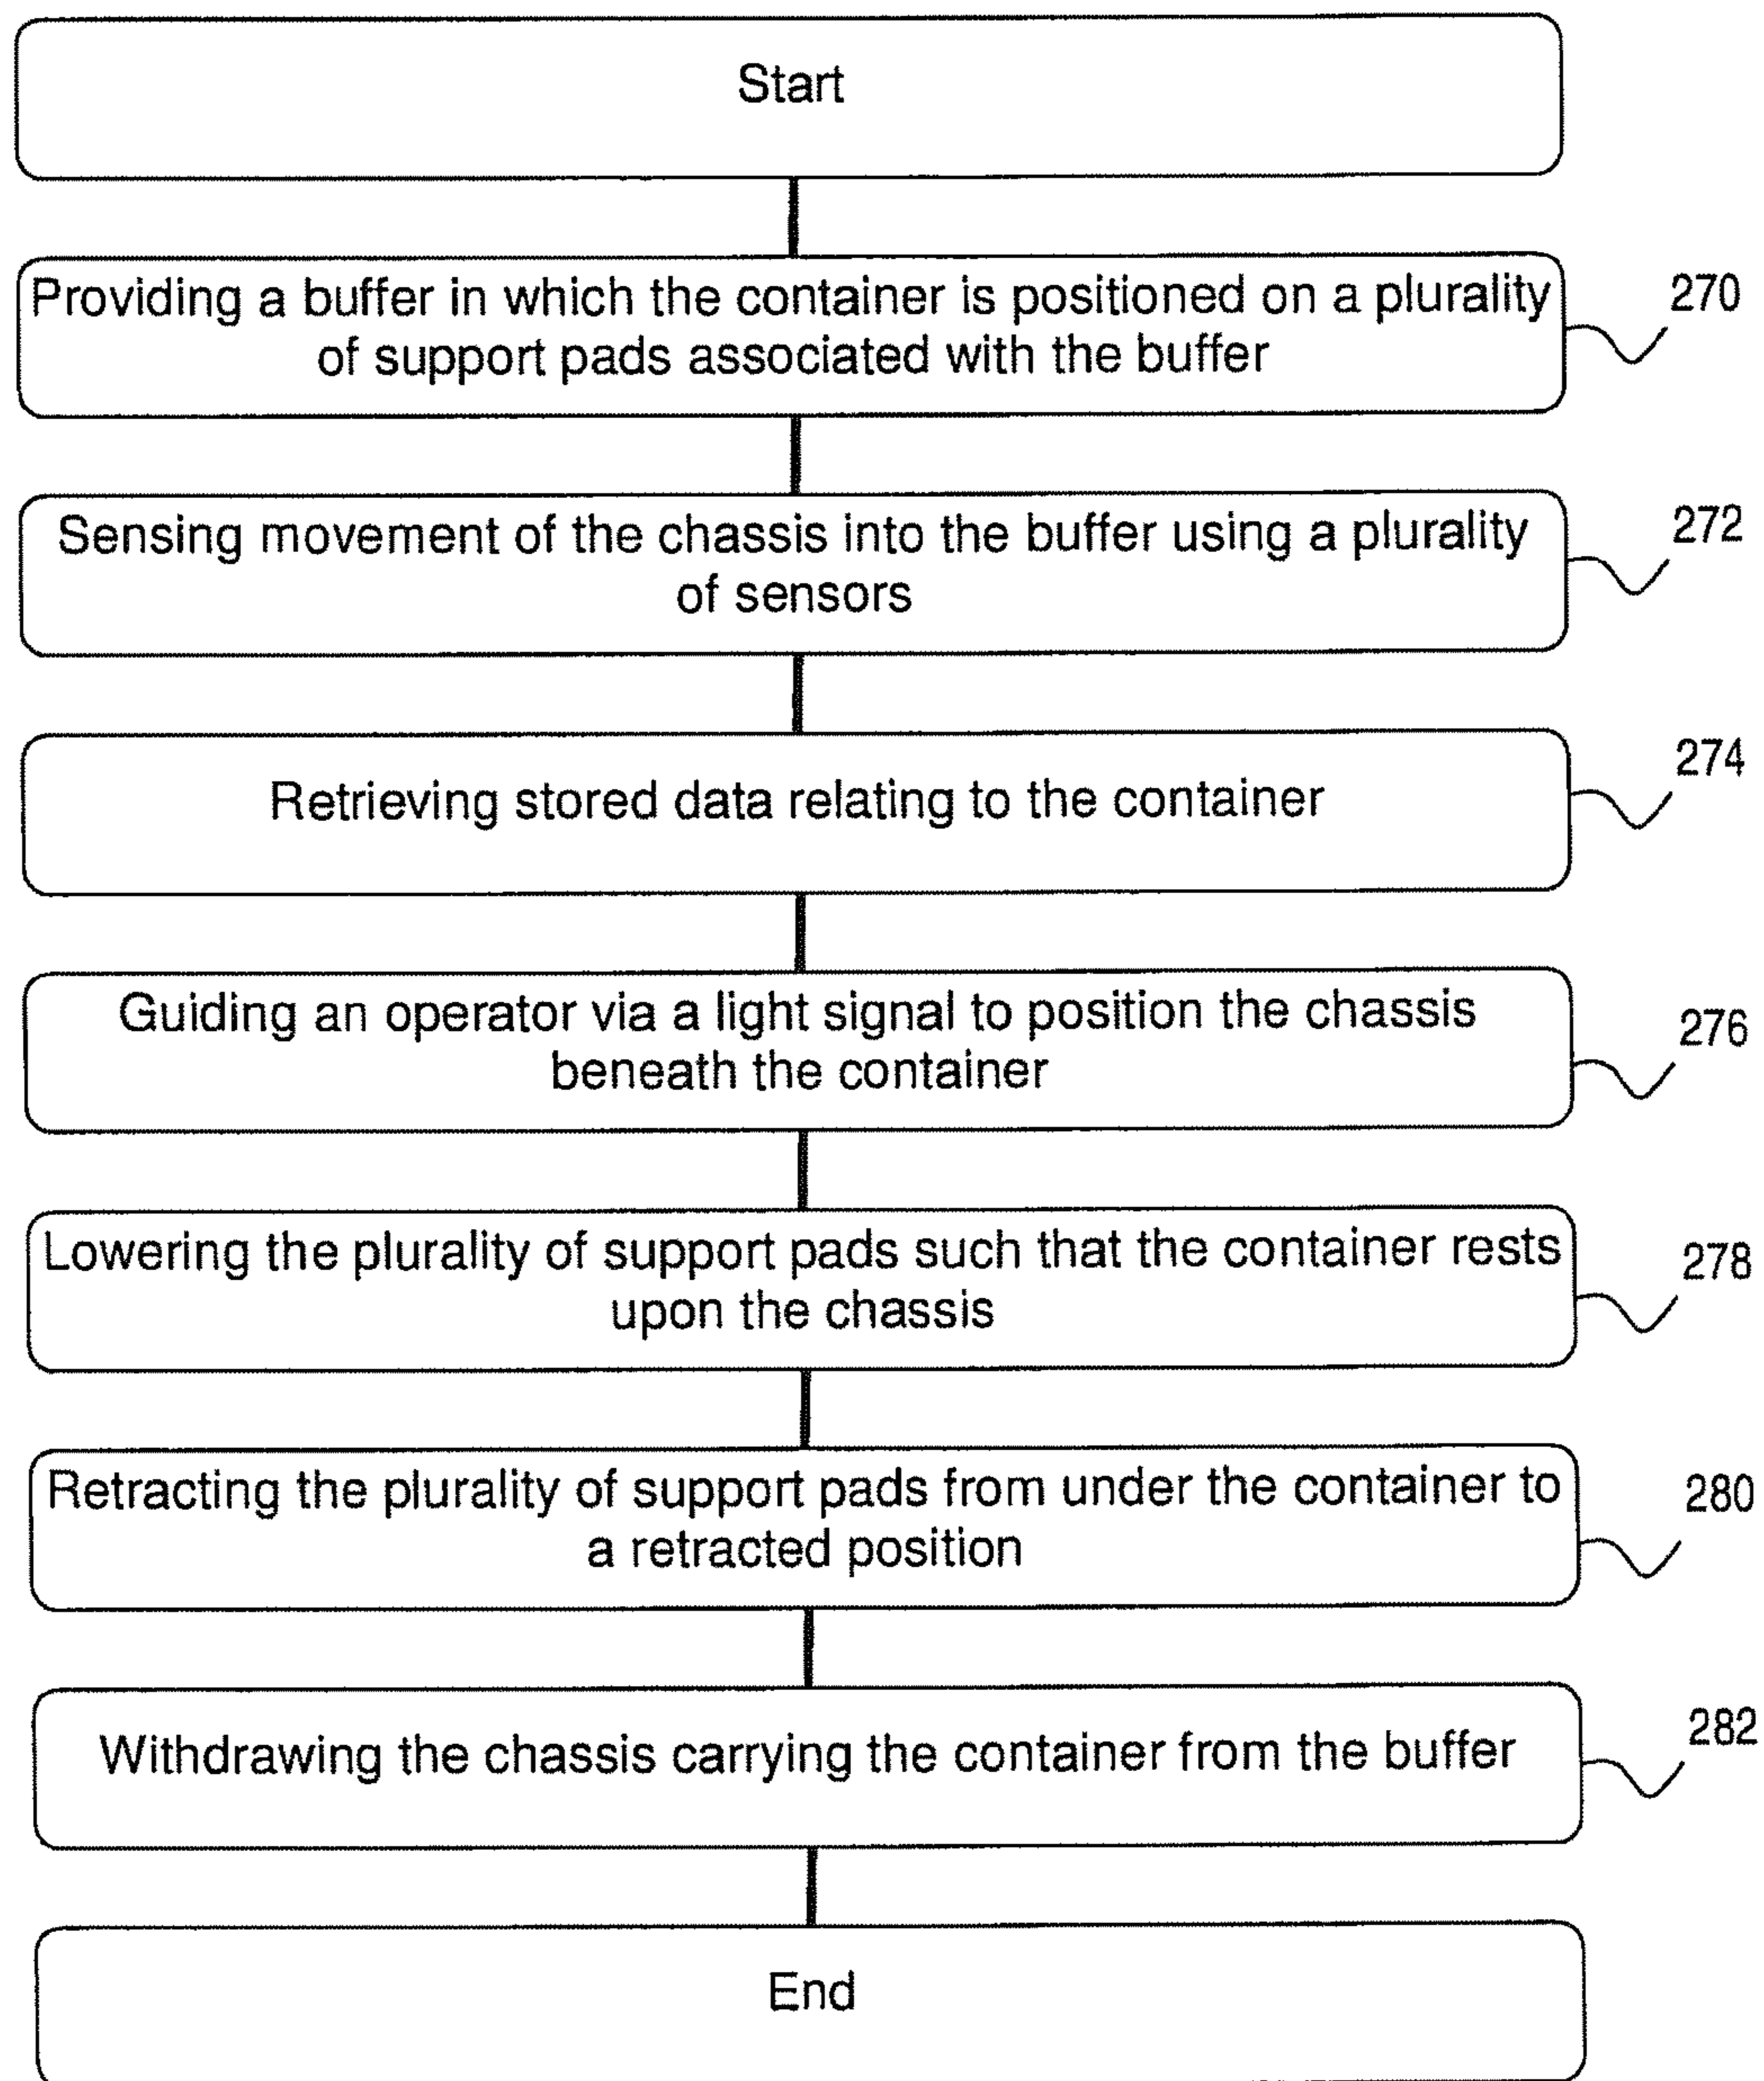 Start
Providing a buffer in which the container is positioned on a plurality
of support pads associated with the buffer
270
Sensing movement of the chassis into the buffer using a plurality
of sensors
272
Retrieving stored data relating to the container
274
Guiding an operator via a light signal to position the chassis
beneath the container
276
Lowering the plurality of support pads such that the container rests
upon the chassis
278
Retracting the plurality of support pads from under the container to
a retracted position
280
Withdrawing the chassis carrying the container from the buffer
282
End